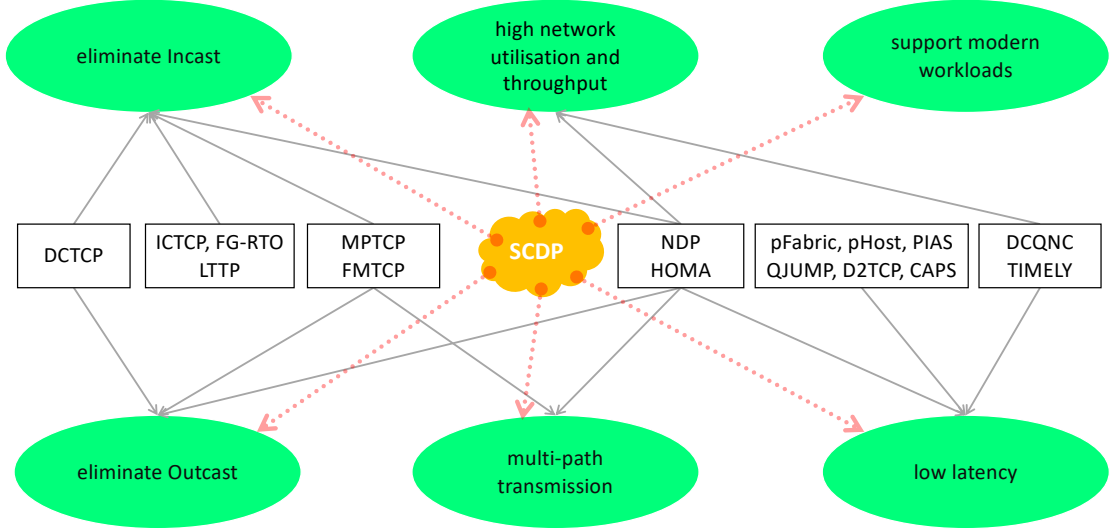 eliminate Incast
high network
utilisation and
throughput
support modern
workloads
DCTCP
ICTCP, FG-RTO
LTTP
MPTCP
FMTCP
SCDP
NDP
HOMA
pFabric, pHost, PIAS
QJUMP, D2TCP, CAPS
DCQNC
TIMELY
eliminate Outcast
multi-path
transmission
low latency